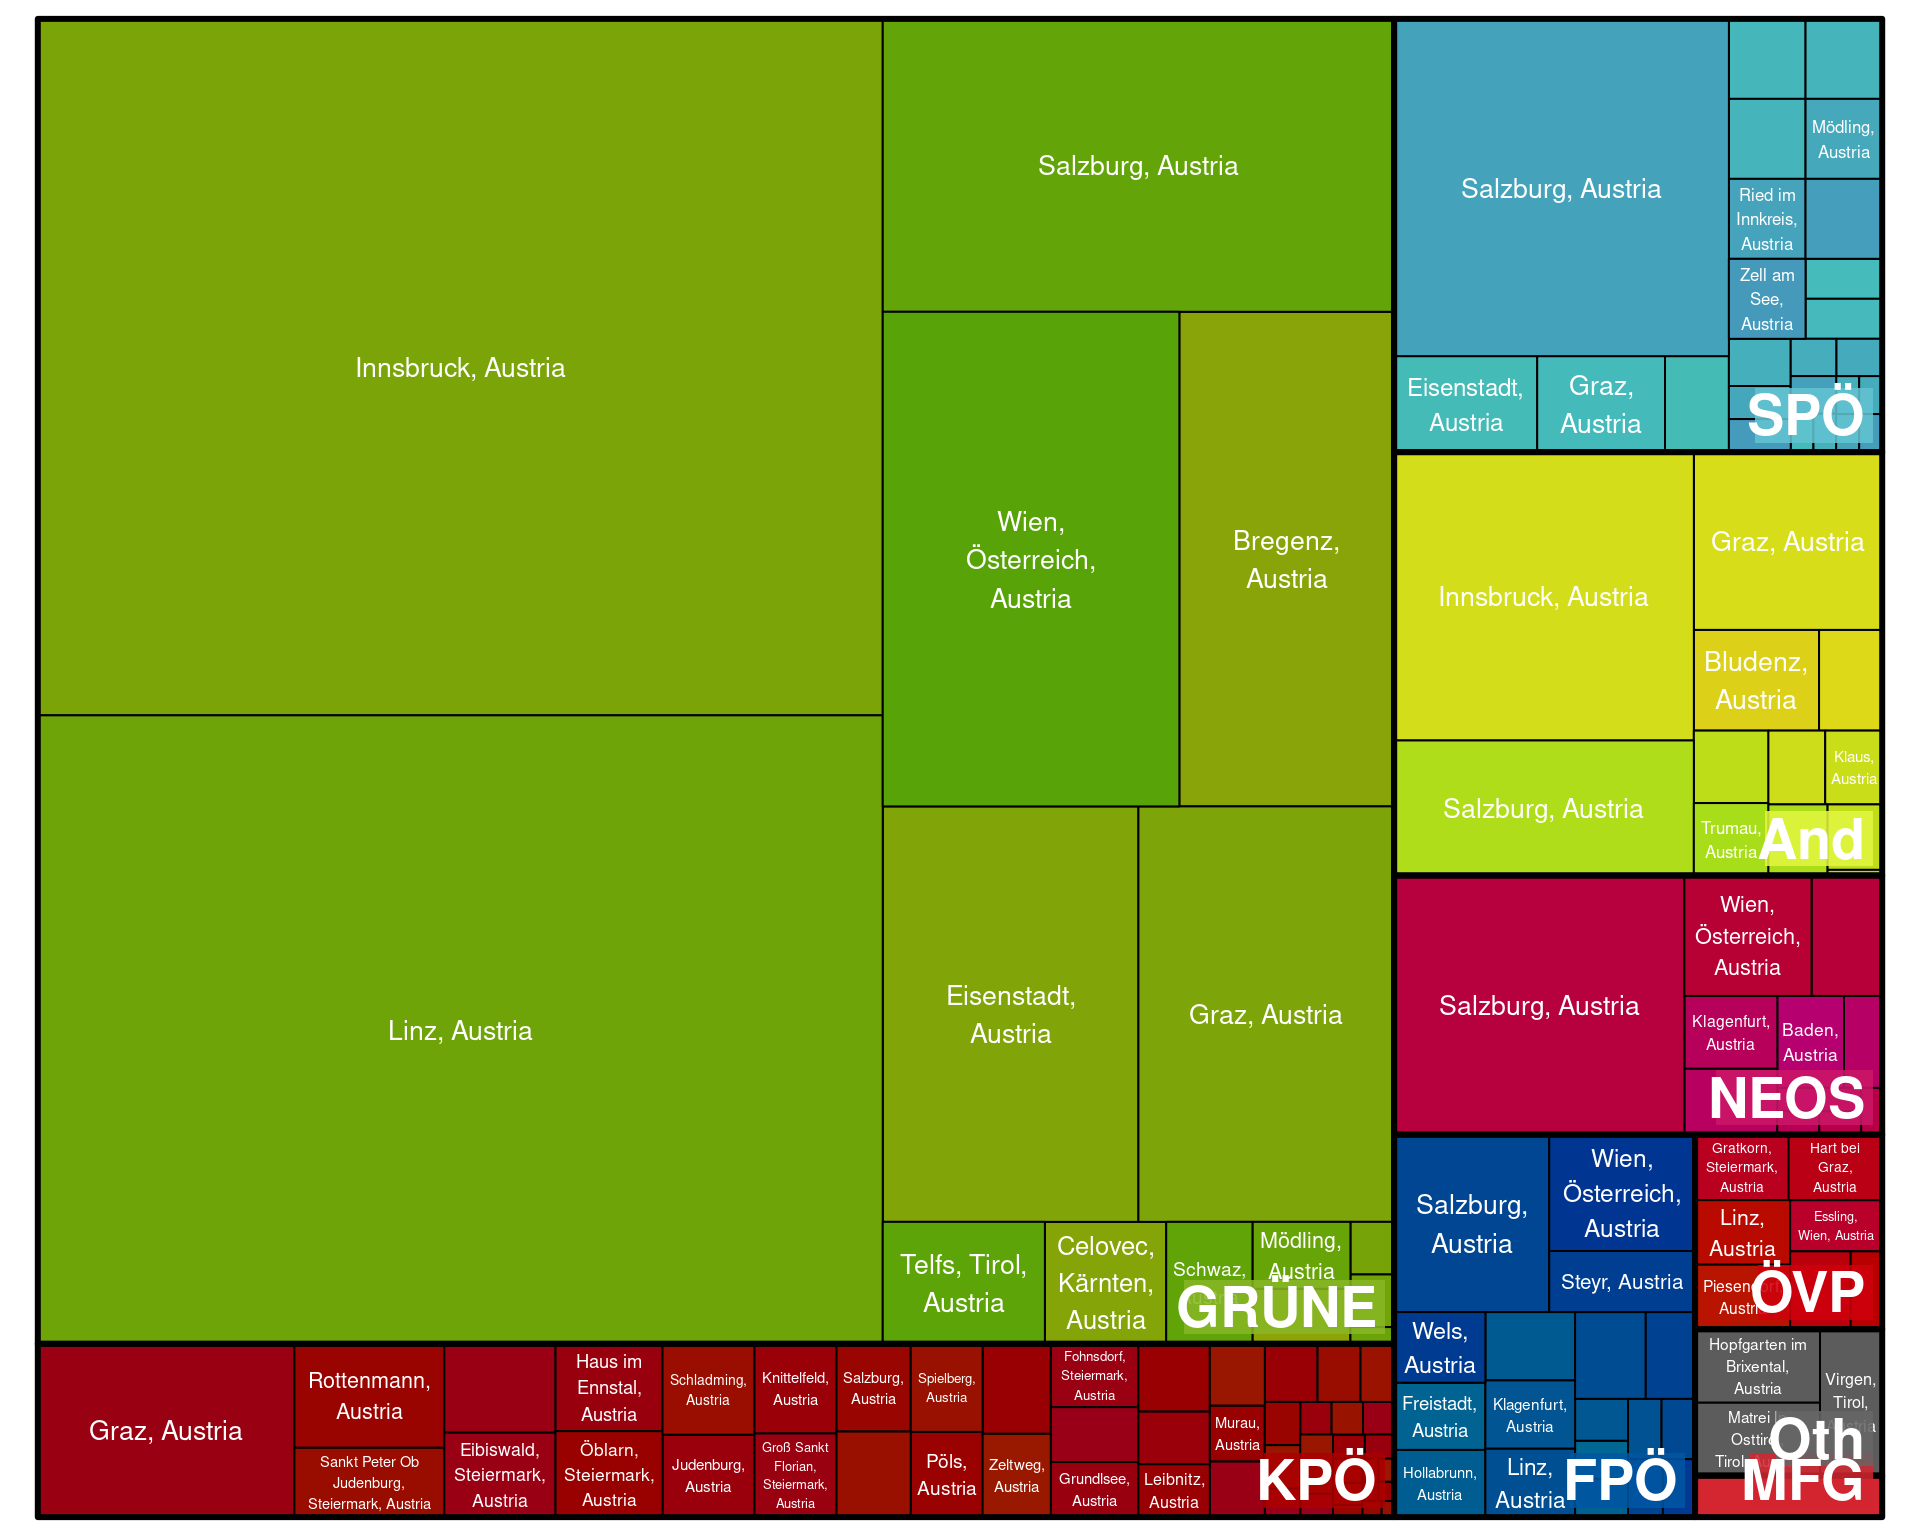 Innsbruck, Austria
Linz, Austria
Salzburg, Austria
Wien,
Österreich,
Austria
Bregenz,
Austria
Eisenstadt,
Austria
Graz, Austria
Telfs, Tirol,
Austria
Celovec,
Kärnten,
Austria
Schwaz,
Mödling,
Austria
GRÜNE
Salzburg, Austria
Eisenstadt,
Austria
Graz,
Austria
Mödling,
Austria
Ried im
Innkreis,
Austria
Zell am
See,
Austria
SPÖ
Innsbruck, Austria
Graz, Austria
Bludenz,
Austria
Salzburg, Austria
Klaus,
Austria
Trumau,
Austria
And
Salzburg, Austria
Wien,
Österreich,
Austria
Klagenfurt,
Austria
Baden,
Austria
NEOS
Graz, Austria
Rottenmann,
Austria
Sankt Peter Ob
Judenburg,
Steiermark, Austria
Eibiswald,
Steiermark,
Austria
Haus im
Ennstal,
Austria
Öblarn,
Steiermark,
Austria
Schladming,
Austria
Judenburg,
Austria
Knittelfeld,
Austria
Groß Sankt
Florian,
Steiermark,
Austria
Salzburg,
Austria
Spielberg,
Austria
Pöls,
Austria
Zeltweg,
Austria
Fohnsdorf,
Steiermark,
Austria
Grundlsee,
Austria
Leibnitz,
Austria
Murau,
Austria
KPÖ
Salzburg,
Austria
Wien,
Österreich,
Austria
Steyr, Austria
Wels,
Austria
Freistadt,
Austria
Hollabrunn,
Austria
Klagenfurt,
Austria
Linz,
Austria
FPÖ
Gratkorn,
Steiermark,
Austria
Hart bei
Graz,
Austria
Linz,
Austria
Essling,
Wien, Austria
ÖVP
Hopfgarten im
Brixental,
Austria
Virgen,
Tirol,
Matrei
Tirol,
Oth
MFG